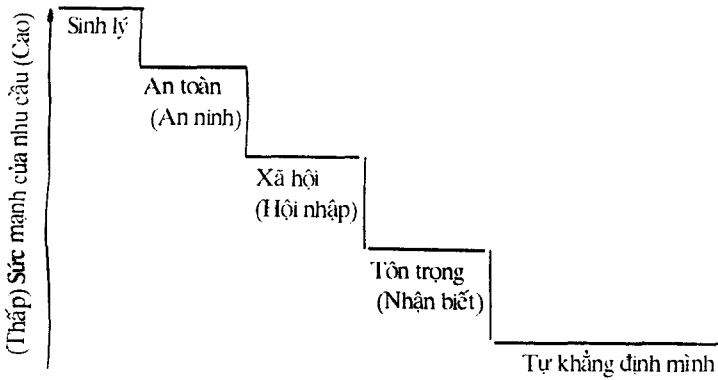 (Thấp) Sức mạnh của nhu cầu (Cao)
Sinh lý
An toàn
(An ninh)
Xã hội
(Hội nhập)
Tôn trọng
(Nhận biết)
Tự khẳng định mình